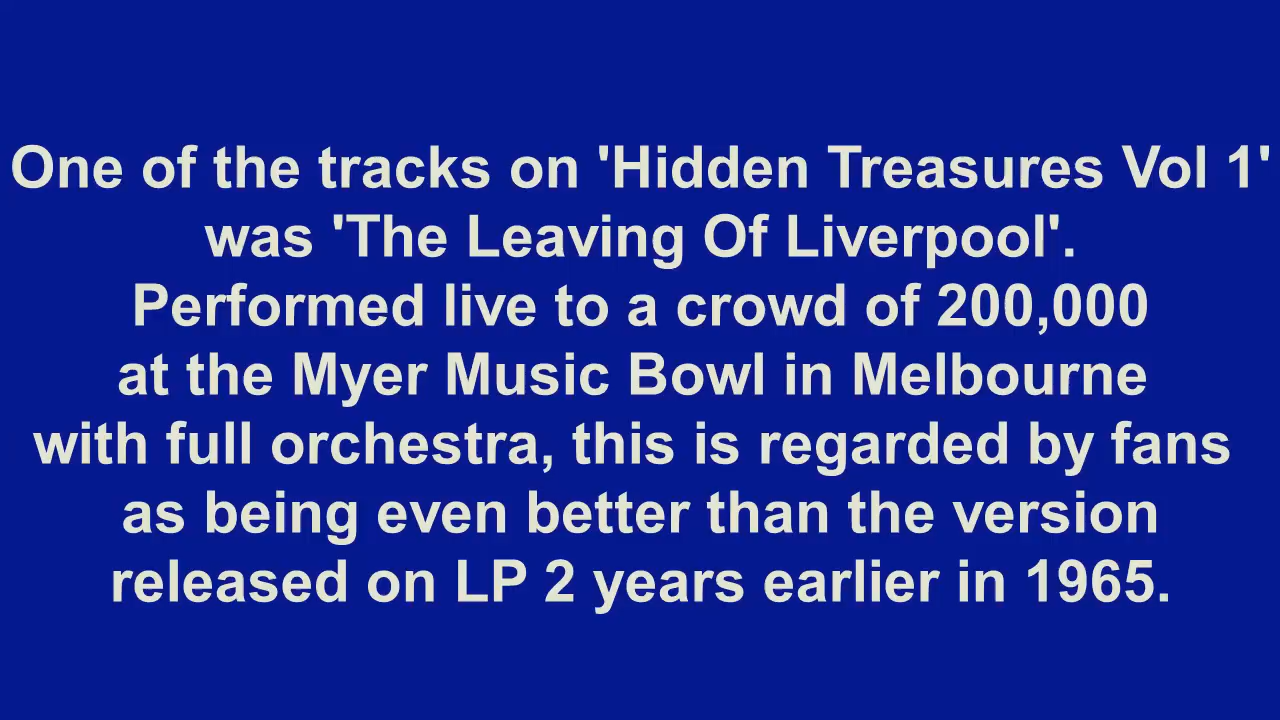 One of the tracks on 'Hidden Treasures Vol 1'
was 'The Leaving Of Liverpool'.
Performed live to a crowd of 200,000
at the Myer Music Bowl in Melbourne
with full orchestra, this is regarded by fans
as being even better than the version
released on LP 2 years earlier in 1965.